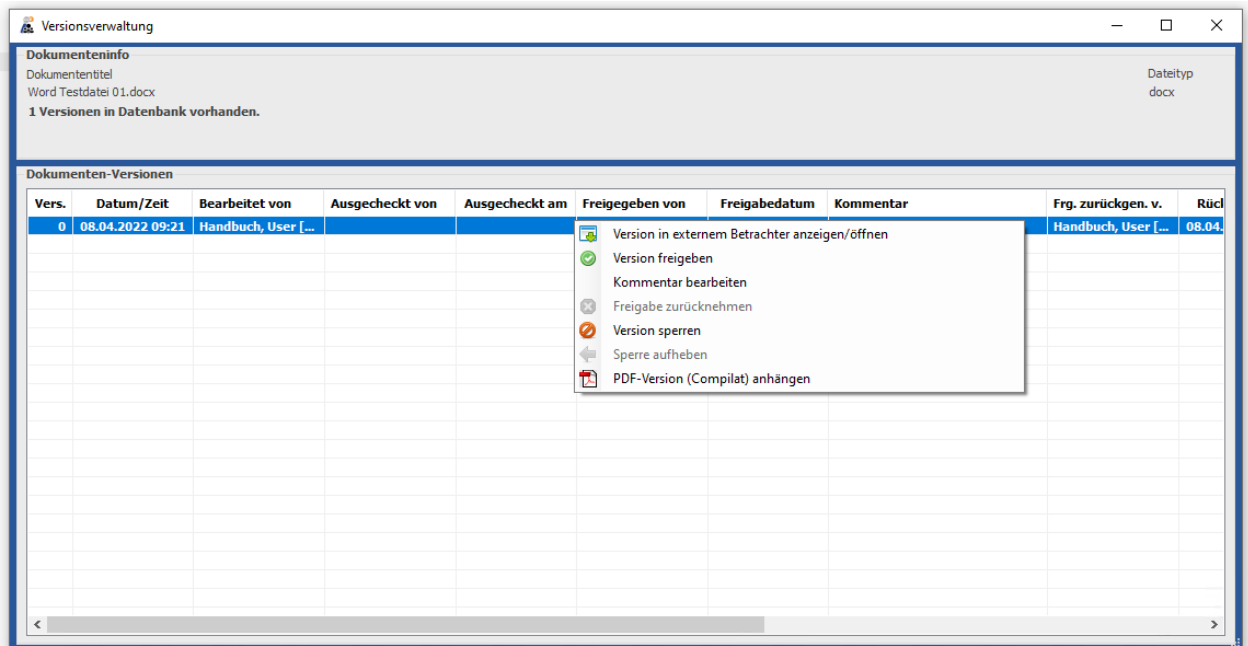 Versionsverwaltung
Dokumenteninfo
Dokumententitel Dateityp
Word Testdatei 01.docx docx
1 Versionen in Datenbank vorhanden.
Dokumenten-Versionen
Vers. Datum/Zeit Bearbeitet von Ausgecheckt von Ausgecheckt am Freigegeben von Freigabedatum Kommentar Frg. zurückgen. v. Rücl
0 08.04.2022 09:21 Handbuch, User [... Handbuch, User [... 08.04.
Version in externem Betrachter anzeigen/öffnen
Version freigeben
Kommentar bearbeiten
Freigabe zurücknehmen
Version sperren
Sperre aufheben
PDF-Version (Compilat) anhängen